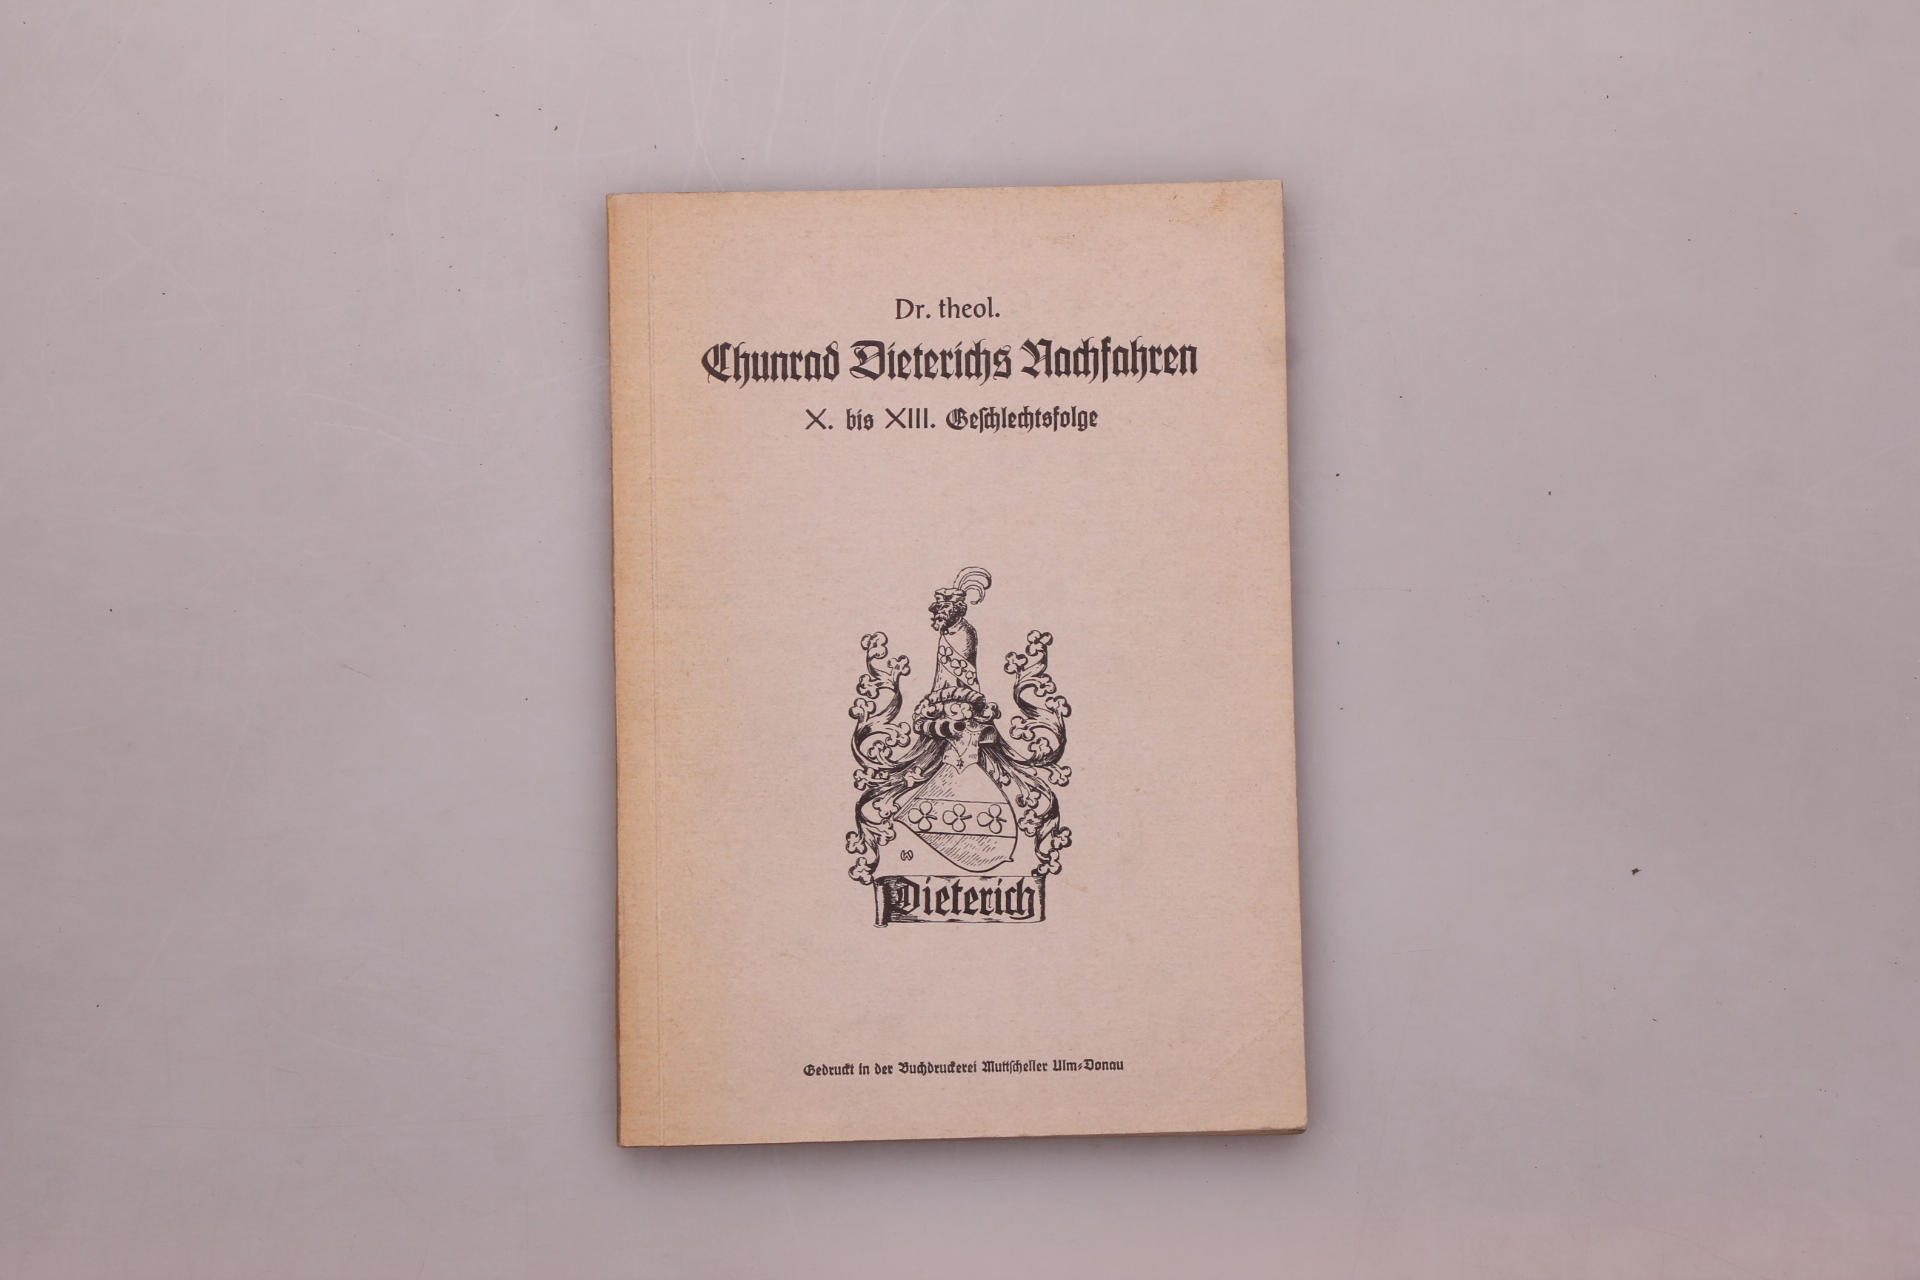 Dr. theol.
Chunrad Dieterichs Nachfahren
X. bis XIII. Geſchlechtsfolge
Dieterich
Gedruckt in der Buchdruckerei Muttſcheller Ulm⸗Donau